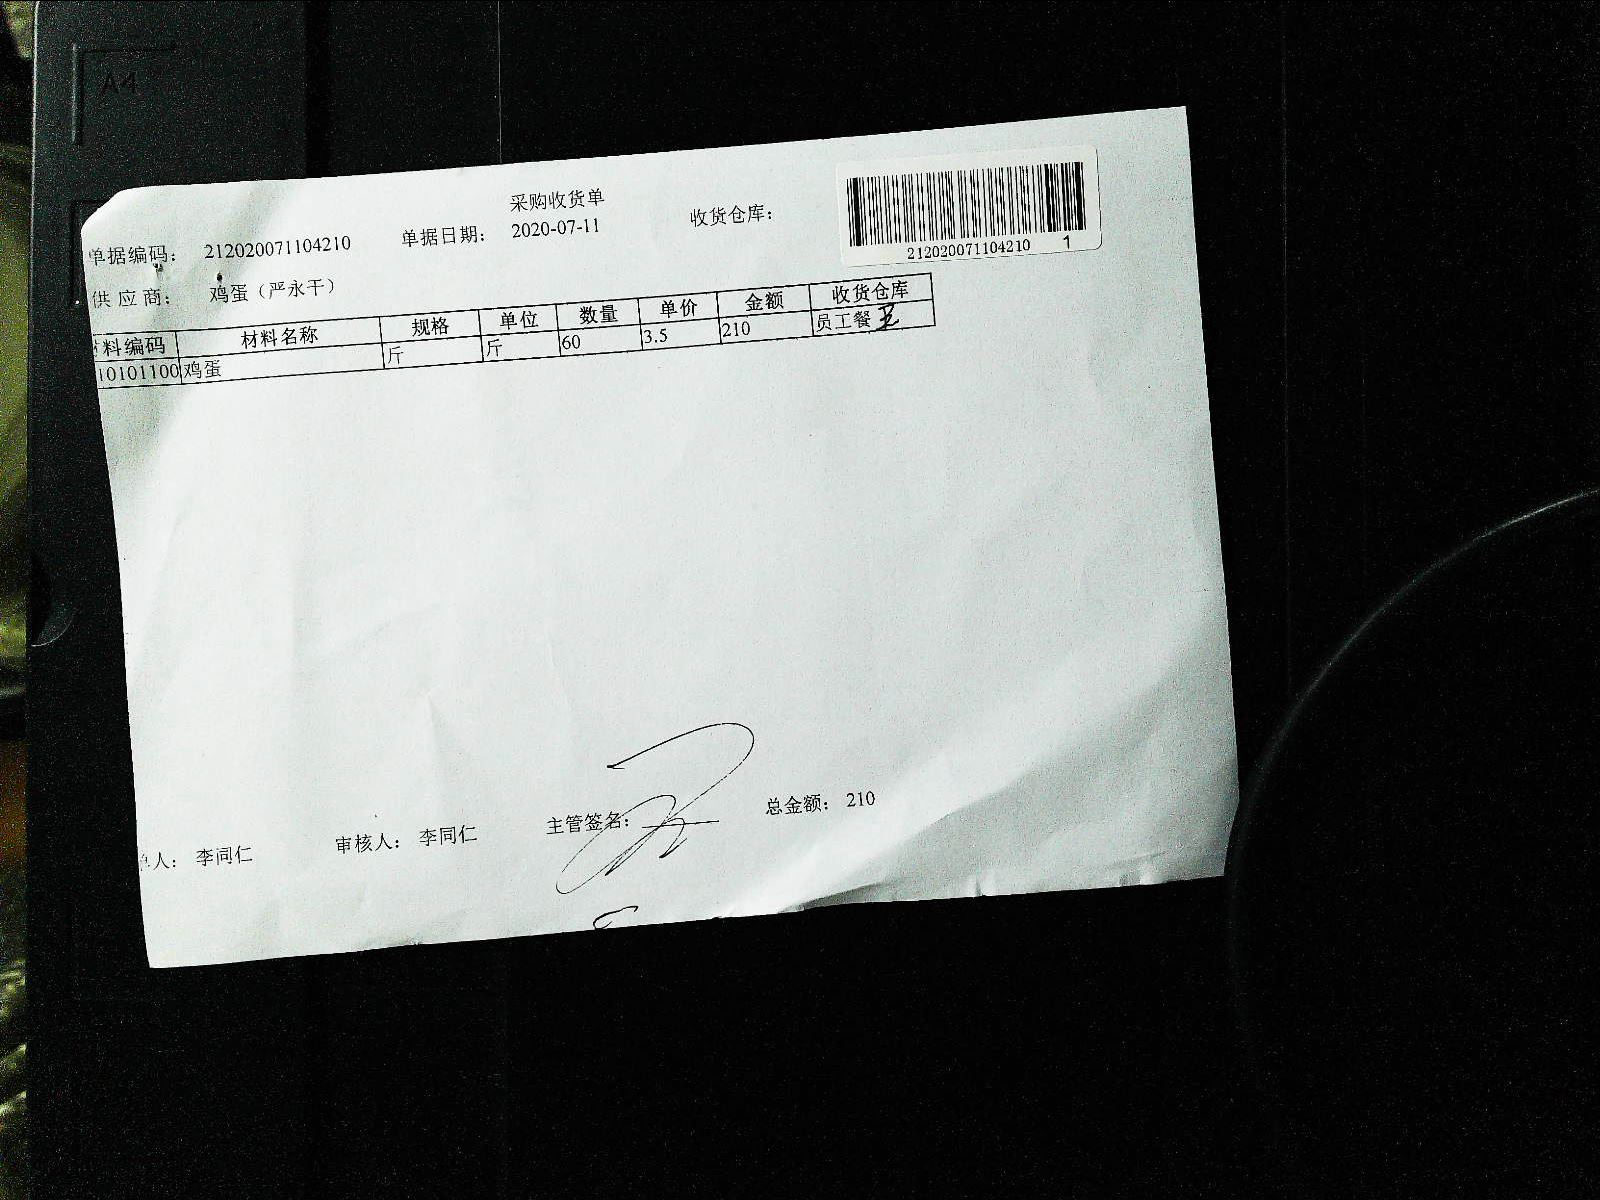 A4
采购收货单
单据编码： 212020071104210 单据日期： 2020-07-11 收货仓库：
212020071104210 1
供应商： 鸡蛋（严永干）
料编码 材料名称 规格 单位 数量 单价 金额 收货仓库
10101100 鸡蛋 斤 斤 60 3.5 210 员工餐
人： 李同仁 审核人： 李同仁 主管签名： 总金额： 210